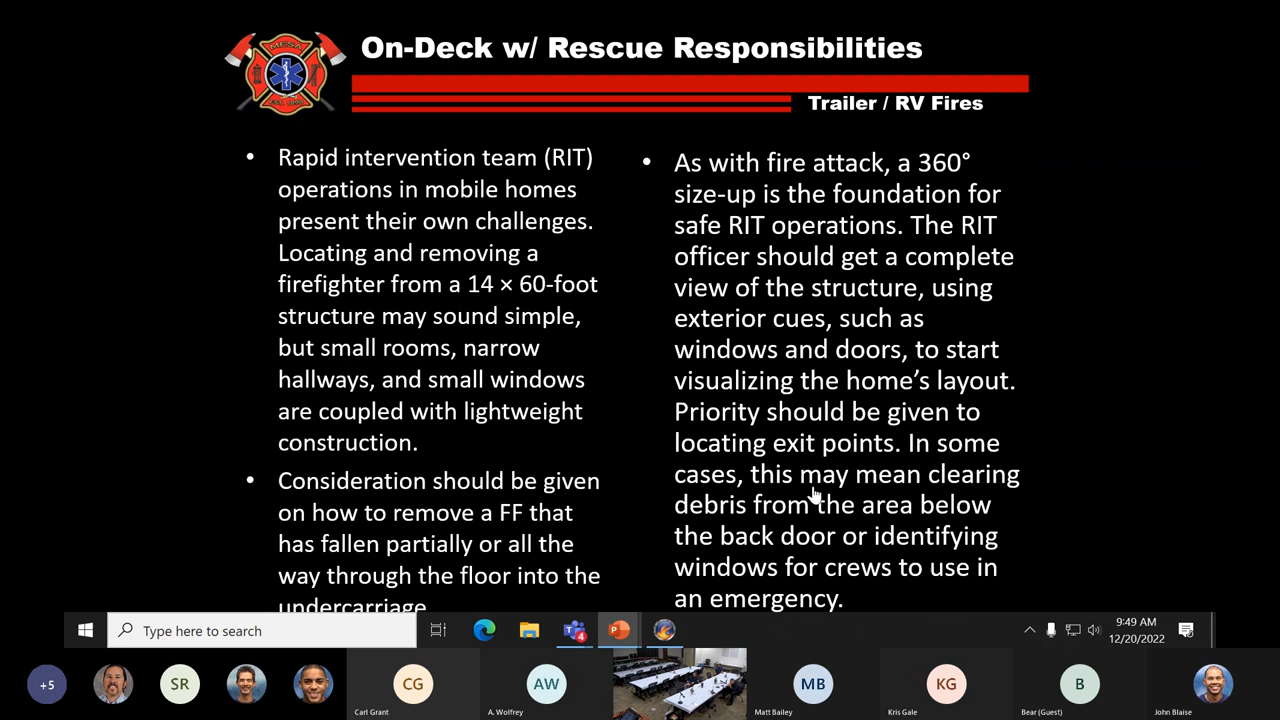 On-Deck w/ Rescue Responsibilities
MESA
Trailer / RV Fires
• Rapid intervention team (RIT)
operations in mobile homes
present their own challenges.
Locating and removing a
firefighter from a 14 × 60-foot
structure may sound simple,
but small rooms, narrow
hallways, and small windows
are coupled with lightweight
construction.
• Consideration should be given
on how to remove a FF that
has fallen partially or all the
way through the floor into the
undercarriage
• As with fire attack, a 360°
size-up is the foundation for
safe RIT operations. The RIT
officer should get a complete
view of the structure, using
exterior cues, such as
windows and doors, to start
visualizing the home’s layout.
Priority should be given to
locating exit points. In some
cases, this may mean clearing
debris from the area below
the back door or identifying
windows for crews to use in
an emergency.
Type here to search
4
9:49 AM
12/20/2022
+5
SR
CG
AW
MB
KG
B
Carl Grant
A. Wolfrey
Matt Bailey
Kris Gale
Bear (Guest)
John Blaise